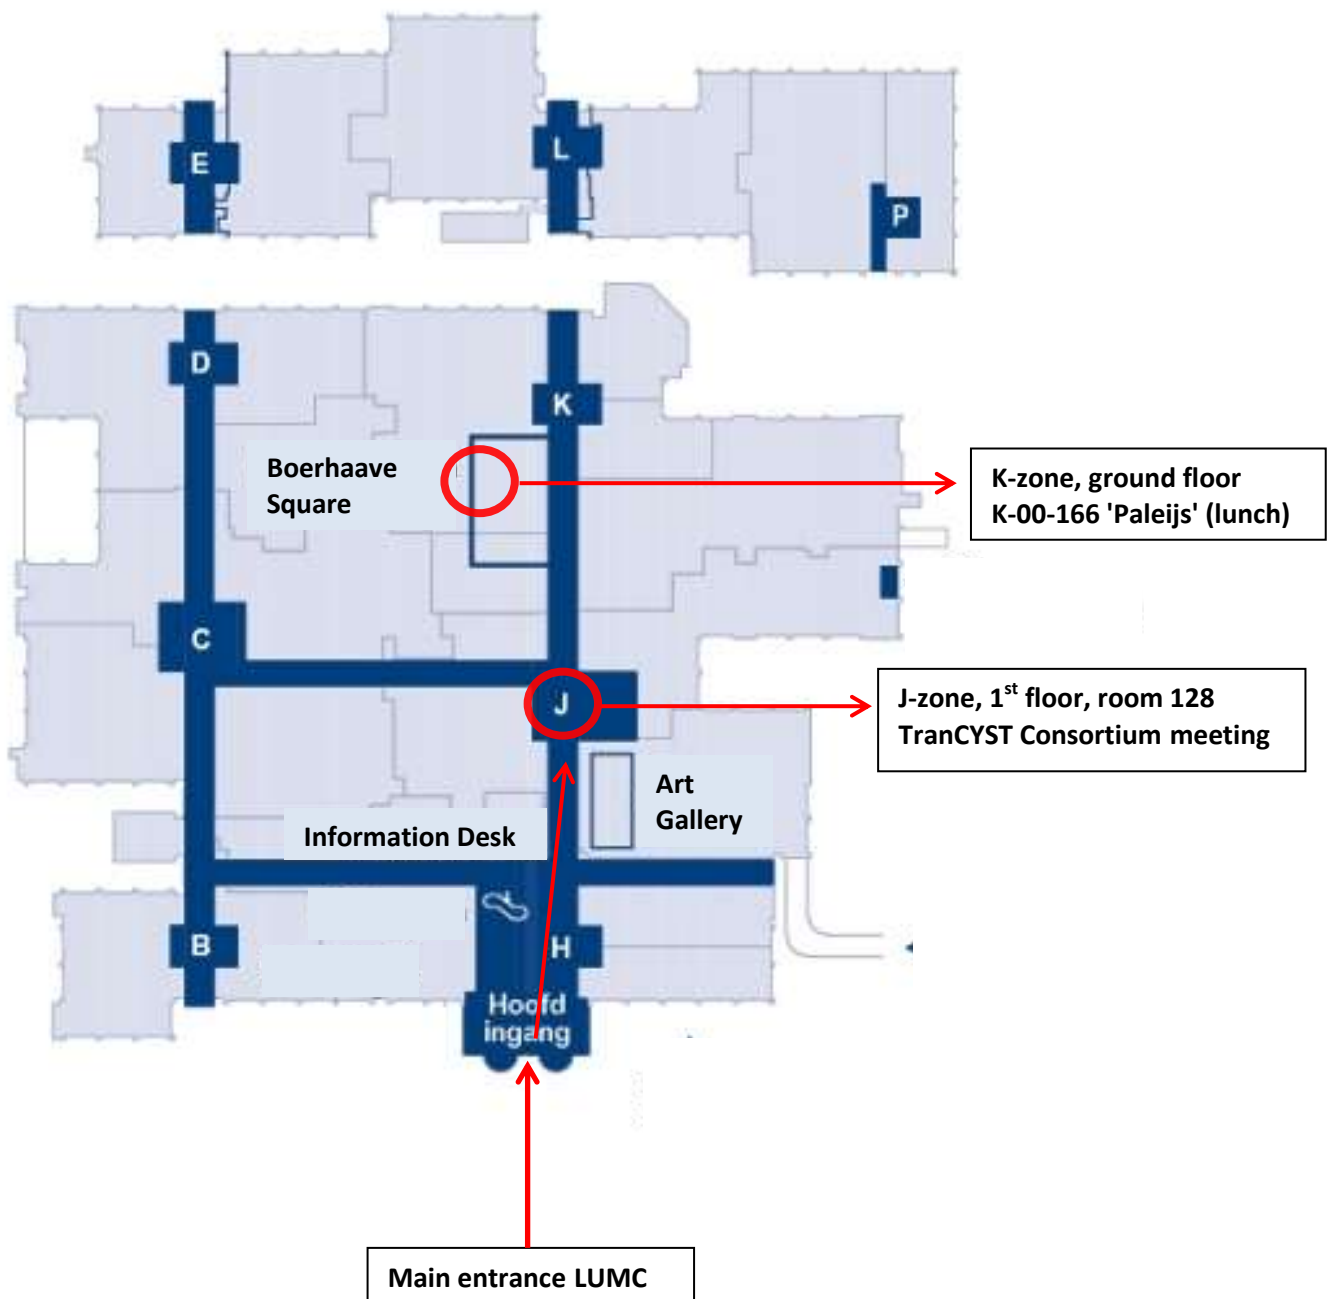 E
L
P
D
K
Boerhaave
Square
K-zone, ground floor
K-00-166 'Paleijs' (lunch)
C
J
J-zone, 1st floor, room 128
TranCYST Consortium meeting
Art
Gallery
Information Desk
B
H
Hoofd
ingang
Main entrance LUMC